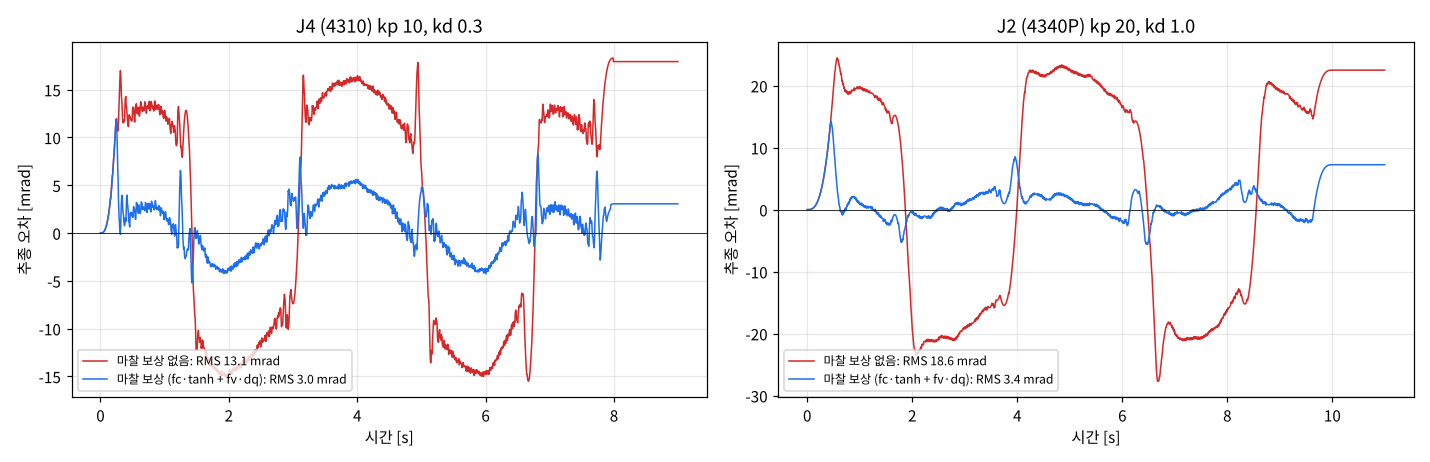 J4 (4310) kp 10, kd 0.3
추종 오차 [mrad]
15
10
5
0
-5
-10
-15
마찰 보상 없음: RMS 13.1 mrad
마찰 보상 (fc·tanh + fv·dq): RMS 3.0 mrad
0 2 4 6 8
시간 [s]
J2 (4340P) kp 20, kd 1.0
추종 오차 [mrad]
20
10
0
-10
-20
-30
마찰 보상 없음: RMS 18.6 mrad
마찰 보상 (fc·tanh + fv·dq): RMS 3.4 mrad
0 2 4 6 8 10
시간 [s]